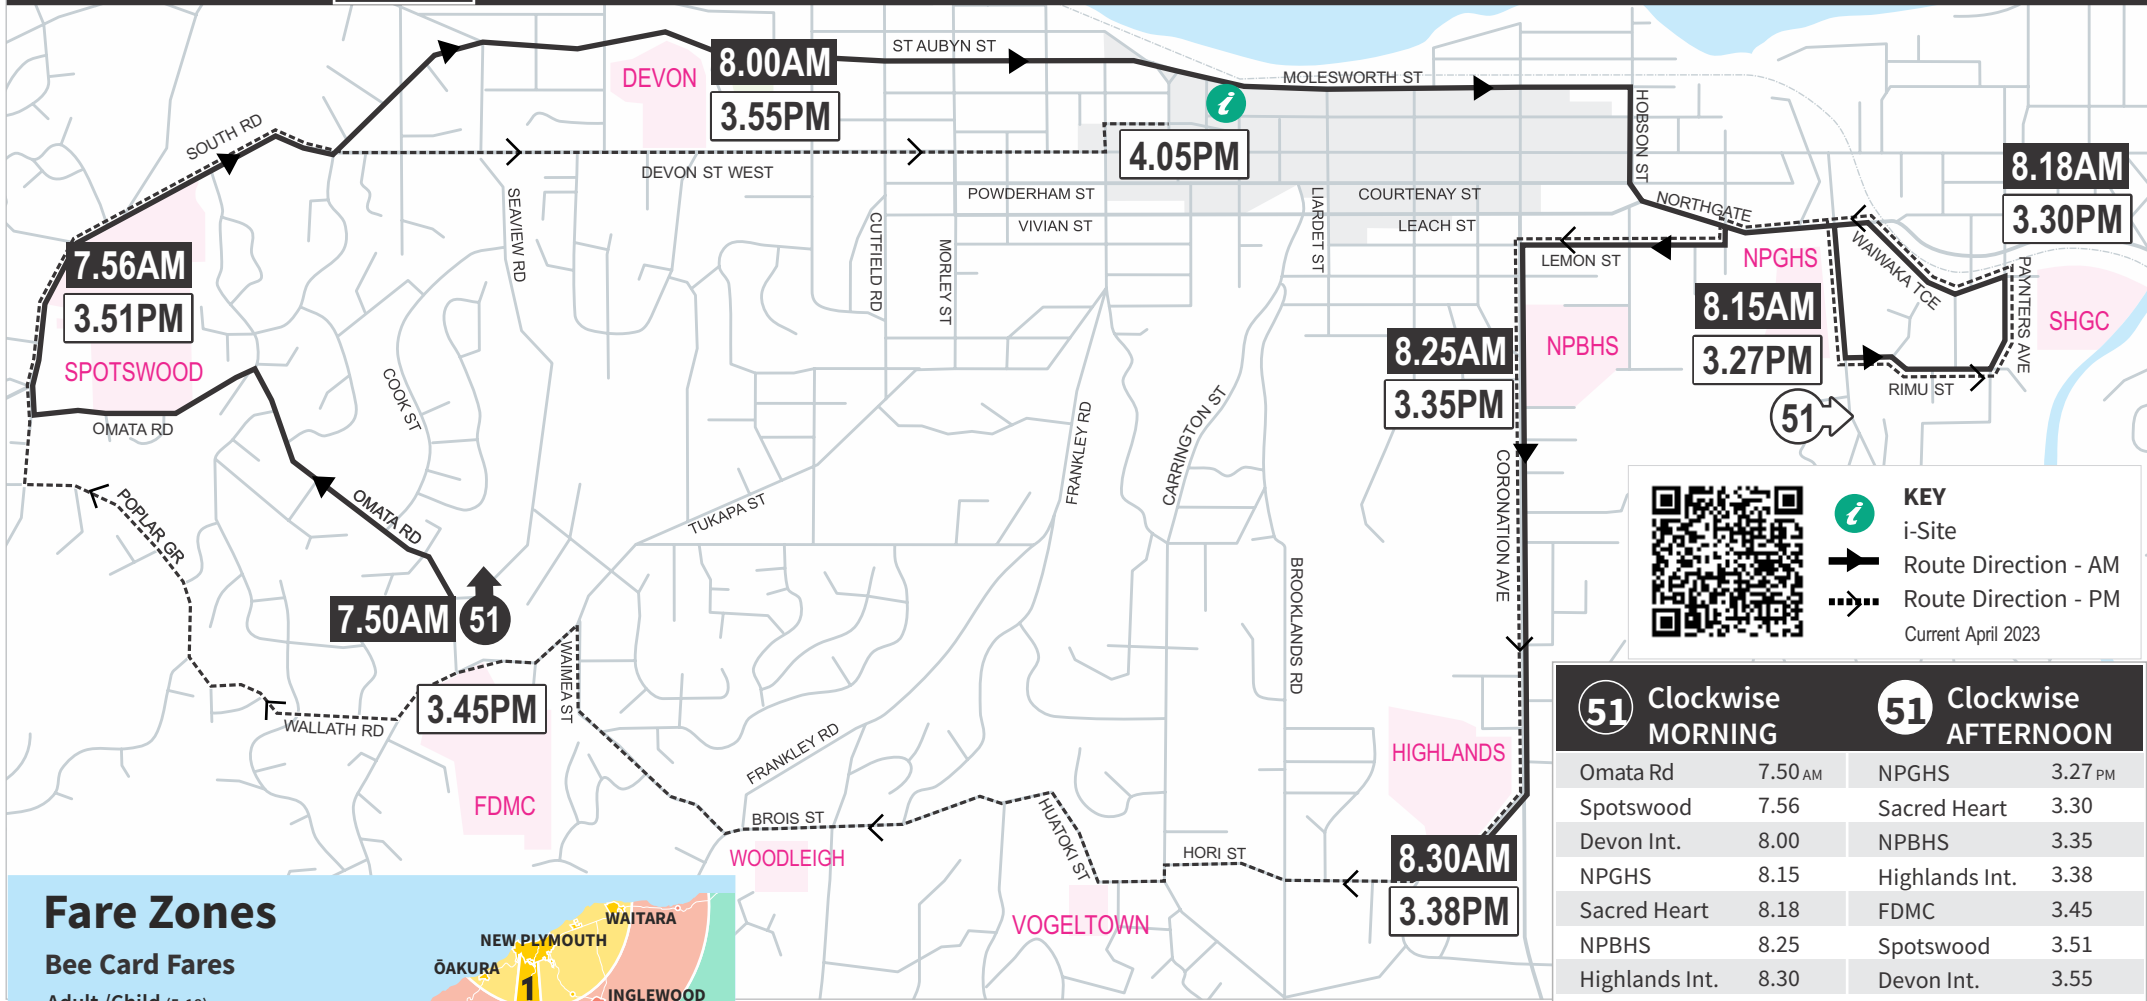 ST AUBYN ST
MOLESWORTH ST
DEVON
8.00AM
3.55PM
SOUTH RD
HOBSON ST
4.05PM
DEVON ST WEST
SEAVIEW RD
POWDERHAM ST
COURTENAY ST
VIVIAN ST
LEACH ST
LIARDET ST
CUTFIELD RD
MORLEY ST
NORTHGATE
8.18AM
3.30PM
LEMON ST
NPGHS
WAIWAKA TCE
PAYNTERS AVE
SHGC
7.56AM
3.51PM
SPOTSWOOD
8.15AM
3.27PM
RIMU ST
51
8.25AM
3.35PM
NPBHS
OMATA RD
COOK ST
FRANKLEY RD
CARRINGTON ST
CORONATION AVE
TUKAPA ST
POPLAR GR
OMATA RD
BROOKLANDS RD
7.50AM
51
WAIMEA ST
3.45PM
WALLATH RD
FDMC
FRANKLEY RD
BROIS ST
WOODLEIGH
HUATOKI ST
HORI ST
VOGELTOWN
HIGHLANDS
8.30AM
3.38PM
KEY
i
i-Site
Route Direction - AM
Route Direction - PM
Current April 2023
51 Clockwise MORNING
51 Clockwise AFTERNOON
Omata Rd 7.50 AM NPGHS 3.27 PM
Spotswood 7.56 Sacred Heart 3.30
Devon Int. 8.00 NPBHS 3.35
NPGHS 8.15 Highlands Int. 3.38
Sacred Heart 8.18 FDMC 3.45
NPBHS 8.25 Spotswood 3.51
Highlands Int. 8.30 Devon Int. 3.55
Fare Zones
Bee Card Fares
Adult/Child
WAITARA
NEW PLYMOUTH
ŌAKURA
1
INGLEWOOD